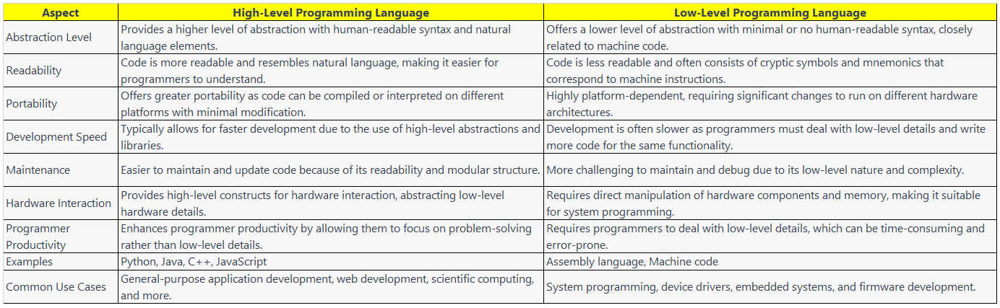 Aspect High-Level Programming Language Low-Level Programming Language
Abstraction Level
Provides a higher level of abstraction with human-readable syntax and natural
language elements.
Offers a lower level of abstraction with minimal or no human-readable syntax, closely
related to machine code.
Readability
Code is more readable and resembles natural language, making it easier for
programmers to understand.
Code is less readable and often consists of cryptic symbols and mnemonics that
correspond to machine instructions.
Portability
Offers greater portability as code can be compiled or interpreted on different
platforms with minimal modification.
Highly platform-dependent, requiring significant changes to run on different hardware
architectures.
Development Speed
Typically allows for faster development due to the use of high-level abstractions and
libraries.
Development is often slower as programmers must deal with low-level details and write
more code for the same functionality.
Maintenance
Easier to maintain and update code because of its readability and modular structure.
More challenging to maintain and debug due to its low-level nature and complexity.
Hardware Interaction
Provides high-level constructs for hardware interaction, abstracting low-level
hardware details.
Requires direct manipulation of hardware components and memory, making it suitable
for system programming.
Programmer
Productivity
Enhances programmer productivity by allowing them to focus on problem-solving
rather than low-level details.
Requires programmers to deal with low-level details, which can be time-consuming and
error-prone.
Examples
Python, Java, C++, JavaScript
Assembly language, Machine code
Common Use Cases
General-purpose application development, web development, scientific computing,
and more.
System programming, device drivers, embedded systems, and firmware development.